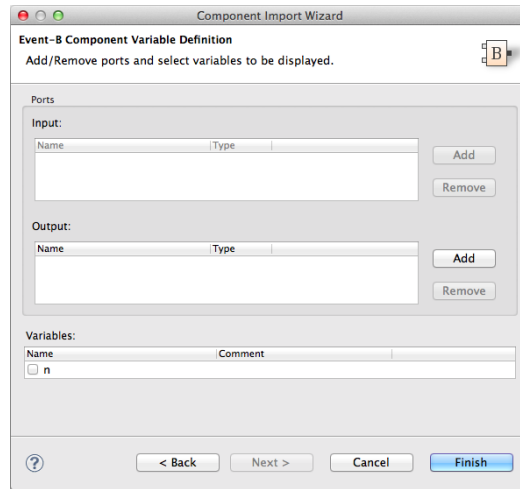 Component Import Wizard
Event-B Component Variable Definition
Add/Remove ports and select variables to be displayed.
B
Ports
Input:
Name Type
Add
Remove
Output:
Name Type
Add
Remove
Variables:
Name Comment
n
?
< Back Next > Cancel Finish